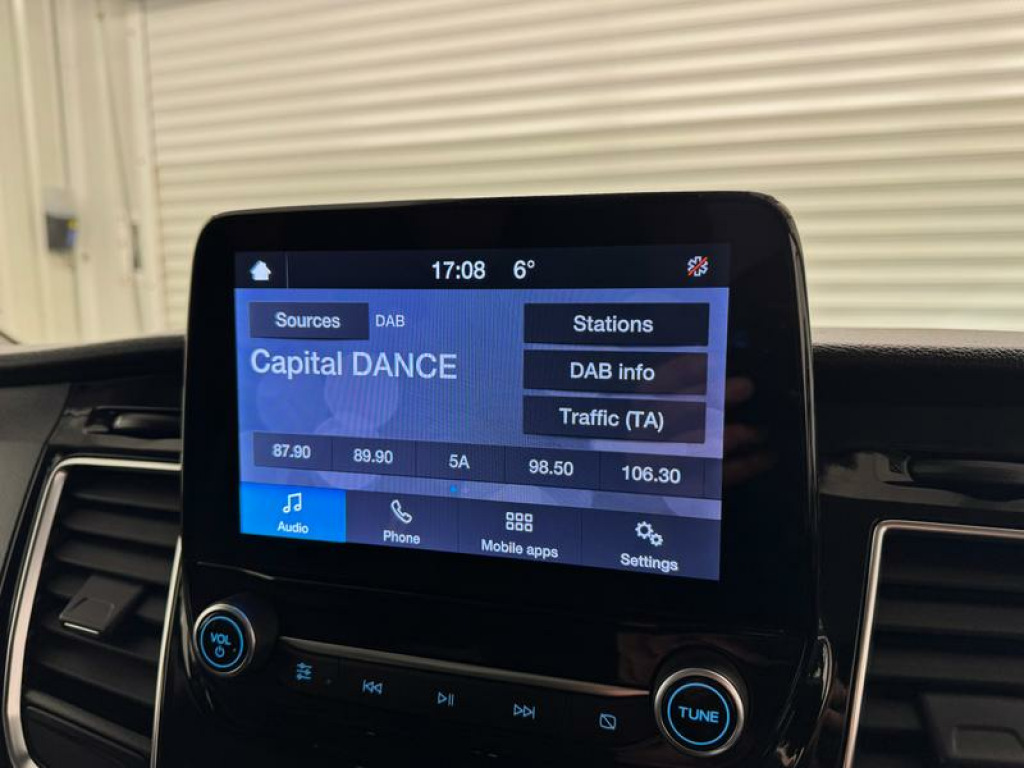 17:08 6°
Sources DAB
Stations
Capital DANCE
DAB info
Traffic (TA)
87.90 89.90 5A 98.50 106.30
Audio Phone Mobile apps Settings
VOL
TUNE